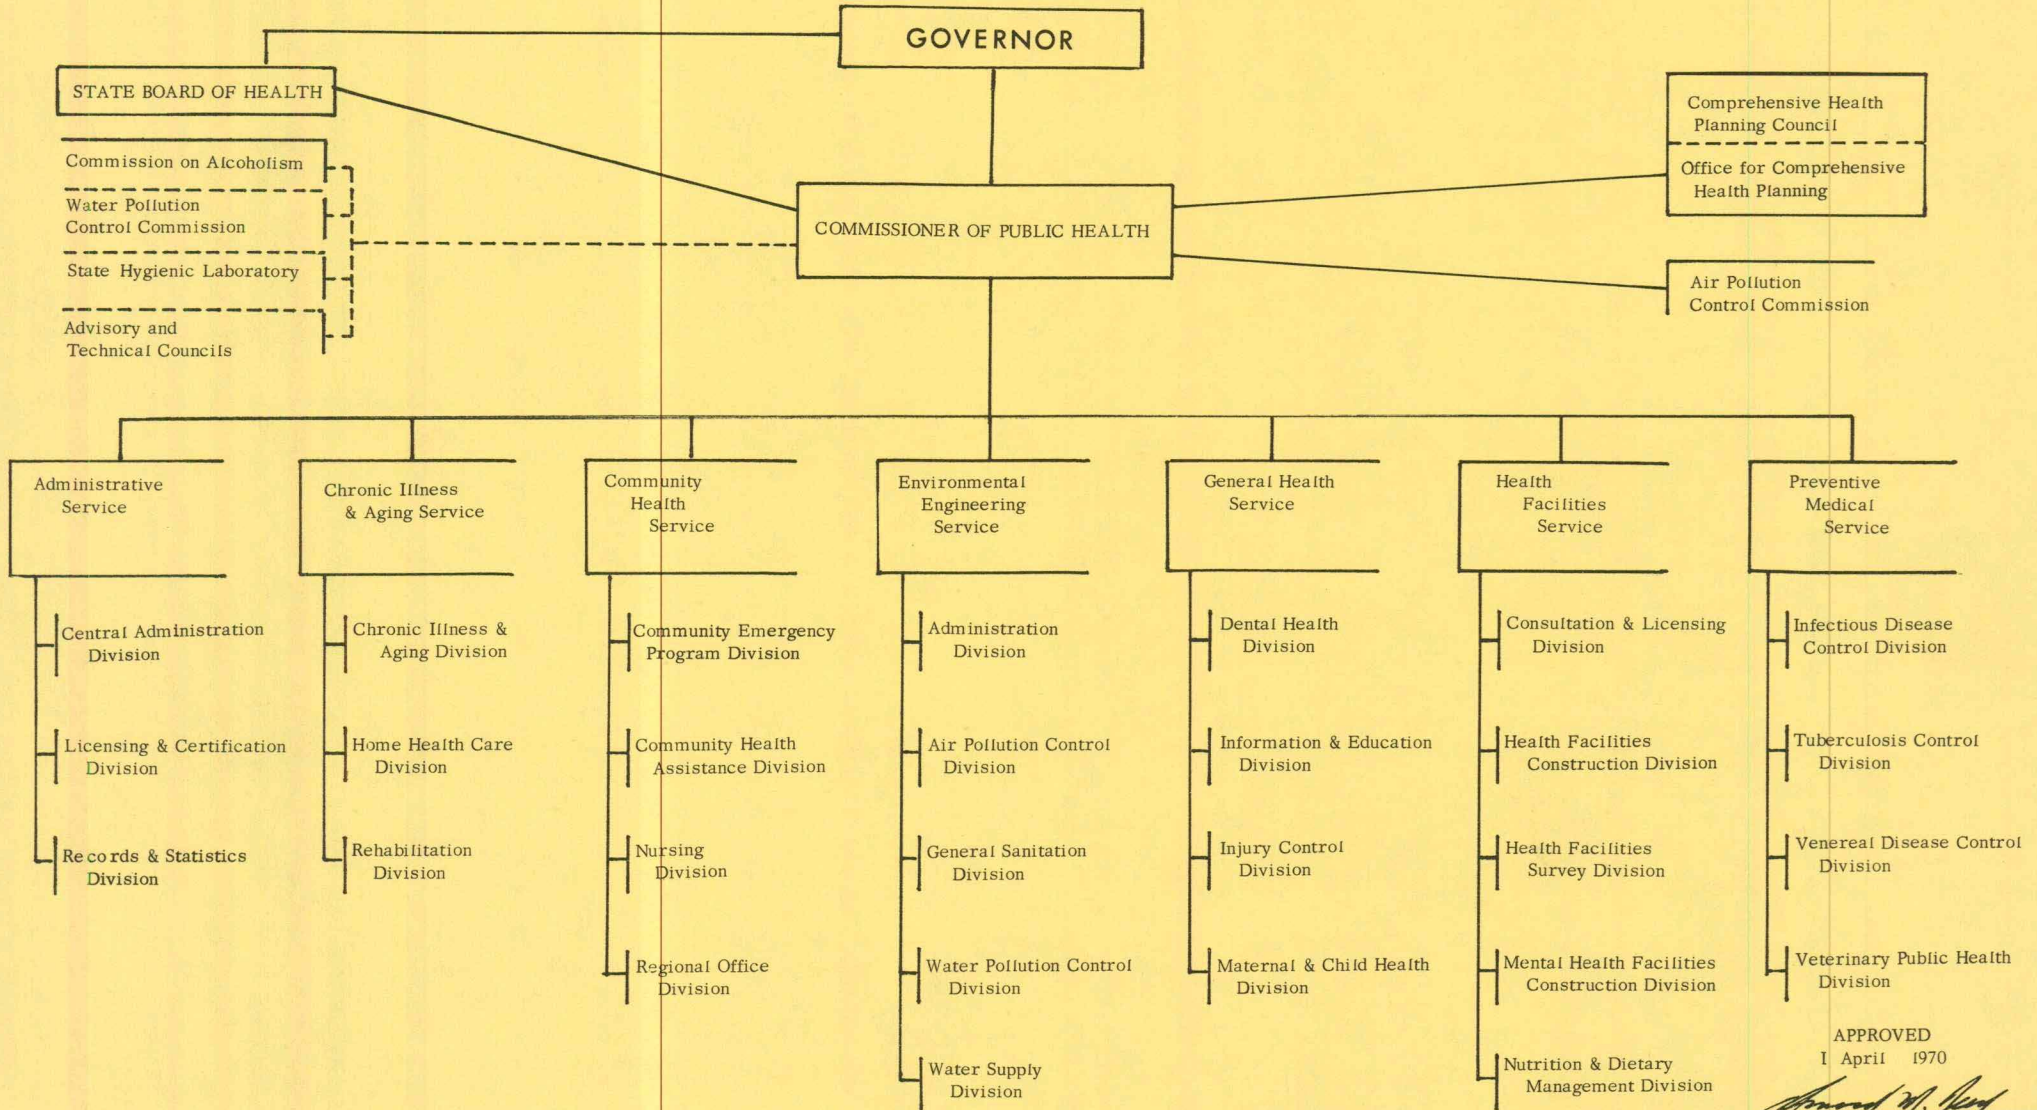 GOVERNOR
STATE BOARD OF HEALTH
Commission on Alcoholism
Water Pollution
Control Commission
State Hygienic Laboratory
Advisory and
Technical Councils
COMMISSIONER OF PUBLIC HEALTH
Comprehensive Health
Planning Council
Office for Comprehensive
Health Planning
Air Pollution
Control Commission
Administrative
Service
Central Administration
Division
Licensing & Certification
Division
Records & Statistics
Division
Chronic Illness
& Aging Service
Chronic Illness &
Aging Division
Home Health Care
Division
Rehabilitation
Division
Community
Health
Service
Community Emergency
Program Division
Community Health
Assistance Division
Nursing
Division
Regional Office
Division
Environmental
Engineering
Service
Administration
Division
Air Pollution Control
Division
General Sanitation
Division
Water Pollution Control
Division
Water Supply
Division
General Health
Service
Dental Health
Division
Information & Education
Division
Injury Control
Division
Maternal & Child Health
Division
Health
Facilities
Service
Consultation & Licensing
Division
Health Facilities
Construction Division
Health Facilities
Survey Division
Mental Health Facilities
Construction Division
Nutrition & Dietary
Management Division
Preventive
Medical
Service
Infectious Disease
Control Division
Tuberculosis Control
Division
Venereal Disease Control
Division
Veterinary Public Health
Division
APPROVED
1 April 1970